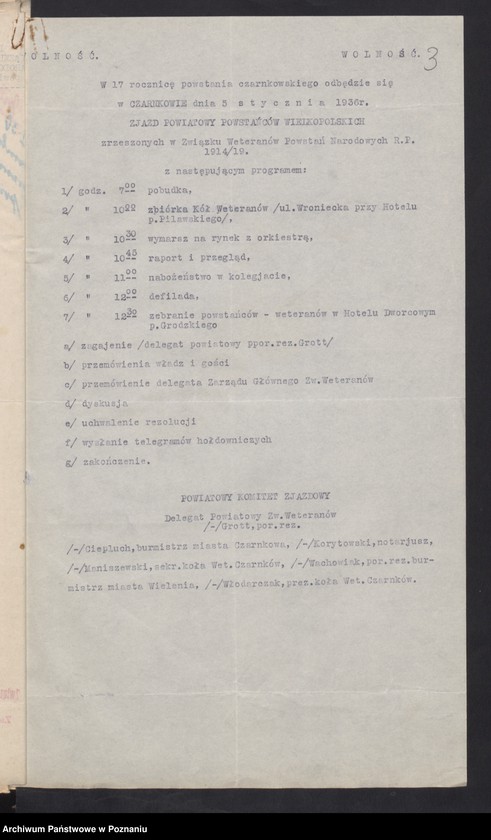 WOLNOŚĆ. WOLNOŚĆ. 3
W 17 rocznicę powstania czarnkowskiego odbędzie się
w CZARNKOWIE dnia 5 stycznia 1936r.
ZJAZD POWIATOWY POWSTAŃCÓW WIELKOPOLSKICH
zrzeszonych w Związku Weteranów Powstań Narodowych R.P.
1914/19.
z następującym programem:
1/ godz. 7⁰⁰ pobudka,
2/ " 10⁰⁰ zbiórka Kół Weteranów /ul.Wroniecka przy Hotelu
p.Pilawskiego/,
3/ " 10³⁰ wymarsz na rynek z orkiestrą,
4/ " 10⁴⁵ raport i przegląd,
5/ " 11⁰⁰ nabożeństwo w kolegjacie,
6/ " 12⁰⁰ defilada,
7/ " 12³⁰ zebranie powstańców - weteranów w Hotelu Dworcowym
p.Grodzkiego
a/ zagajenie /delegat powiatowy ppor.rez.Grott/
b/ przemówienia władz i gości
c/ przemówienie delegata Zarządu Głównego Zw.Weteranów
d/ dyskusja
e/ uchwalenie rezolucji
f/ wysłanie telegramów hołdowniczych
g/ zakończenie.
POWIATOWY KOMITET ZJAZDOWY
Delegat Powiatowy Zw.Weteranów
/-/Grott,por.rez.
/-/Ciepluch,burmistrz miasta Czarnkowa, /-/Korytowski,notarjusz,
/-/Maniszewski,sekr.koła Wet.Czarnków, /-/Wachowiak,por.rez.bur-
mistrz miasta Wielenia, /-/Włodarczak,prez.koła Wet.Czarnków.
Archiwum Państwowe w Poznaniu